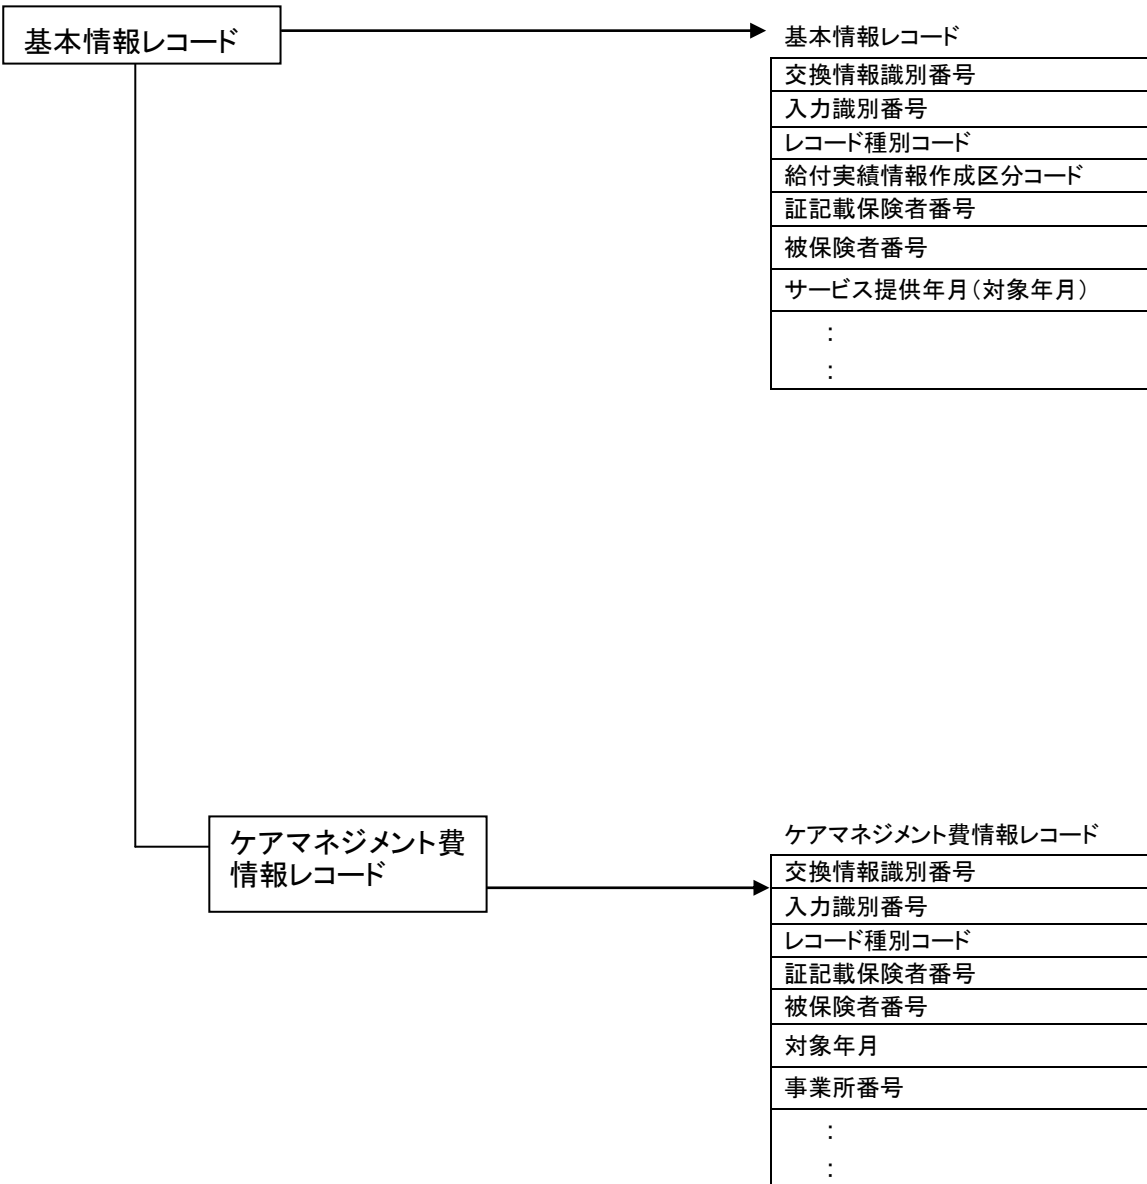 基本情報レコード
基本情報レコード
交換情報識別番号
入力識別番号
レコード種別コード
給付実績情報作成区分コード
証記載保険者番号
被保険者番号
サービス提供年月(対象年月)
:
:
ケアマネジメント費
情報レコード
ケアマネジメント費情報レコード
交換情報識別番号
入力識別番号
レコード種別コード
証記載保険者番号
被保険者番号
対象年月
事業所番号
:
: